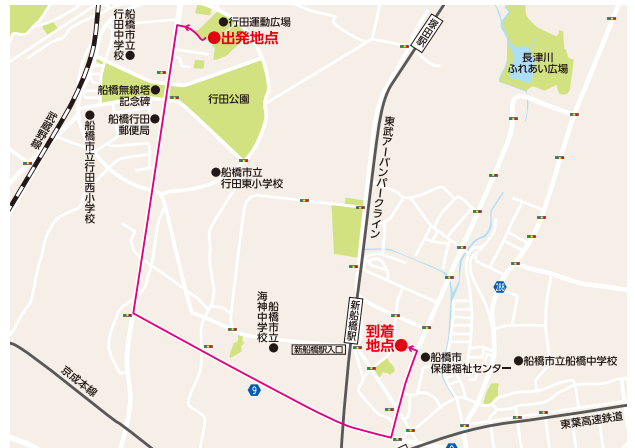 船橋市立
行田中学校
行田運動広場
出発地点
塚田駅
長津川
ふれあい広場
船橋無線塔
記念碑
行田公園
武蔵野線
船橋行田
郵便局
船橋市立行田西小学校
東武アーバンパークライン
船橋市立
行田東小学校
288
新船橋駅
船橋市立
海神中学校
到着
地点
新船橋駅入口
船橋市
保健福祉センター
船橋市立船橋中学校
京成本線
9
東葉高速鉄道